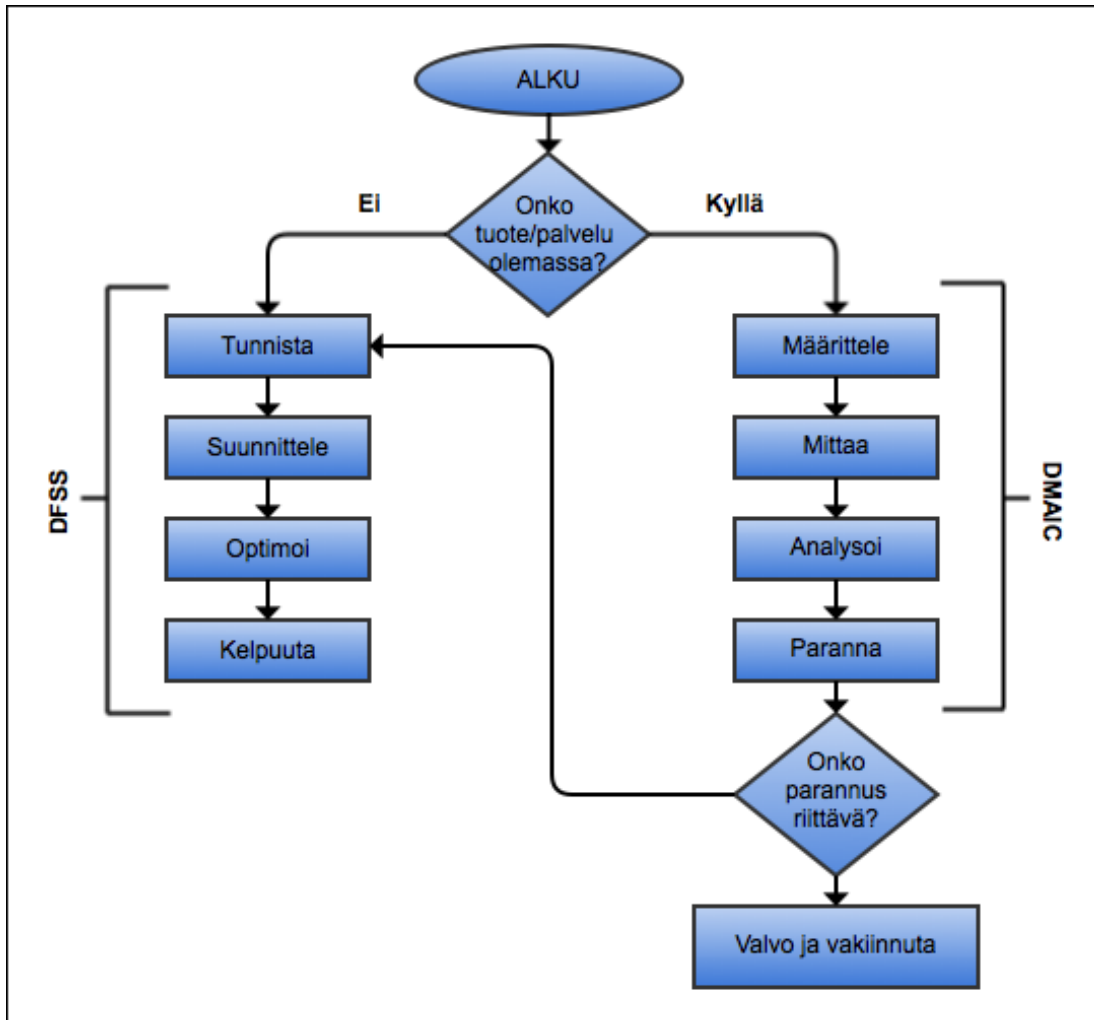 ALKU
Onko
tuote/palvelu
olemassa?
Ei
Kyllä
DFSS
Tunnista
Suunnittele
Optimoi
Kelpuuta
DMAIC
Määrittele
Mittaa
Analysoi
Paranna
Onko
parannus
riittävä?
Valvo ja vakiinnuta